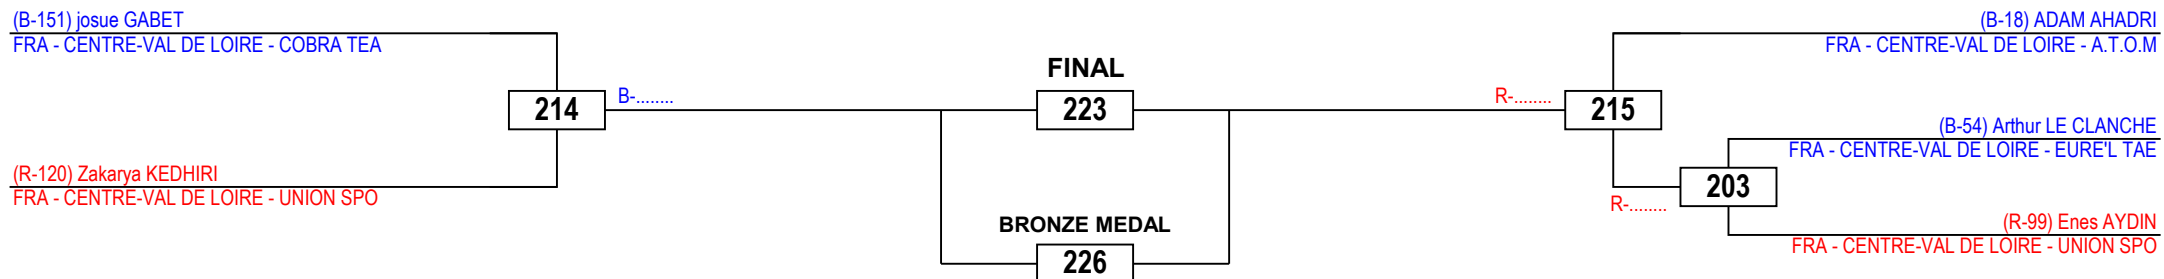 (B-151) josue GABET
FRA - CENTRE-VAL DE LOIRE - COBRA TEA
214
B-........
(R-120) Zakarya KEDHIRI
FRA - CENTRE-VAL DE LOIRE - UNION SPO
FINAL
223
BRONZE MEDAL
226
(B-18) ADAM AHADRI
FRA - CENTRE-VAL DE LOIRE - A.T.O.M
R-........
215
(B-54) Arthur LE CLANCHE
FRA - CENTRE-VAL DE LOIRE - EURE'L TAE
203
R-........
(R-99) Enes AYDIN
FRA - CENTRE-VAL DE LOIRE - UNION SPO